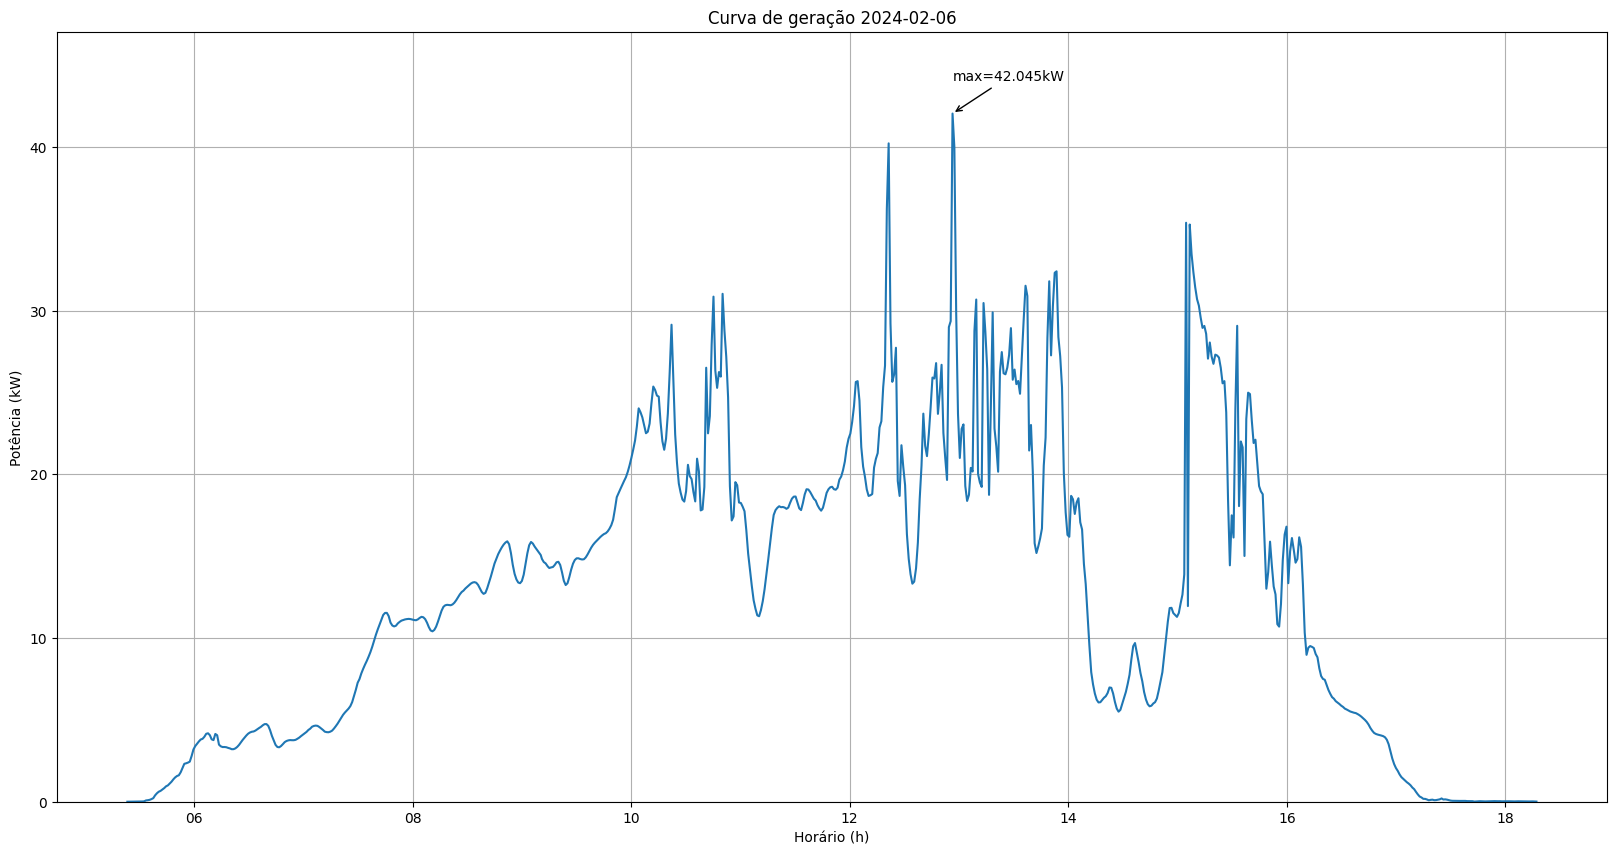 Curva de geração 2024-02-06
max=42.045kW
Potência (kW)
40
30
20
10
0
06 08 10 12 14 16 18
Horário (h)